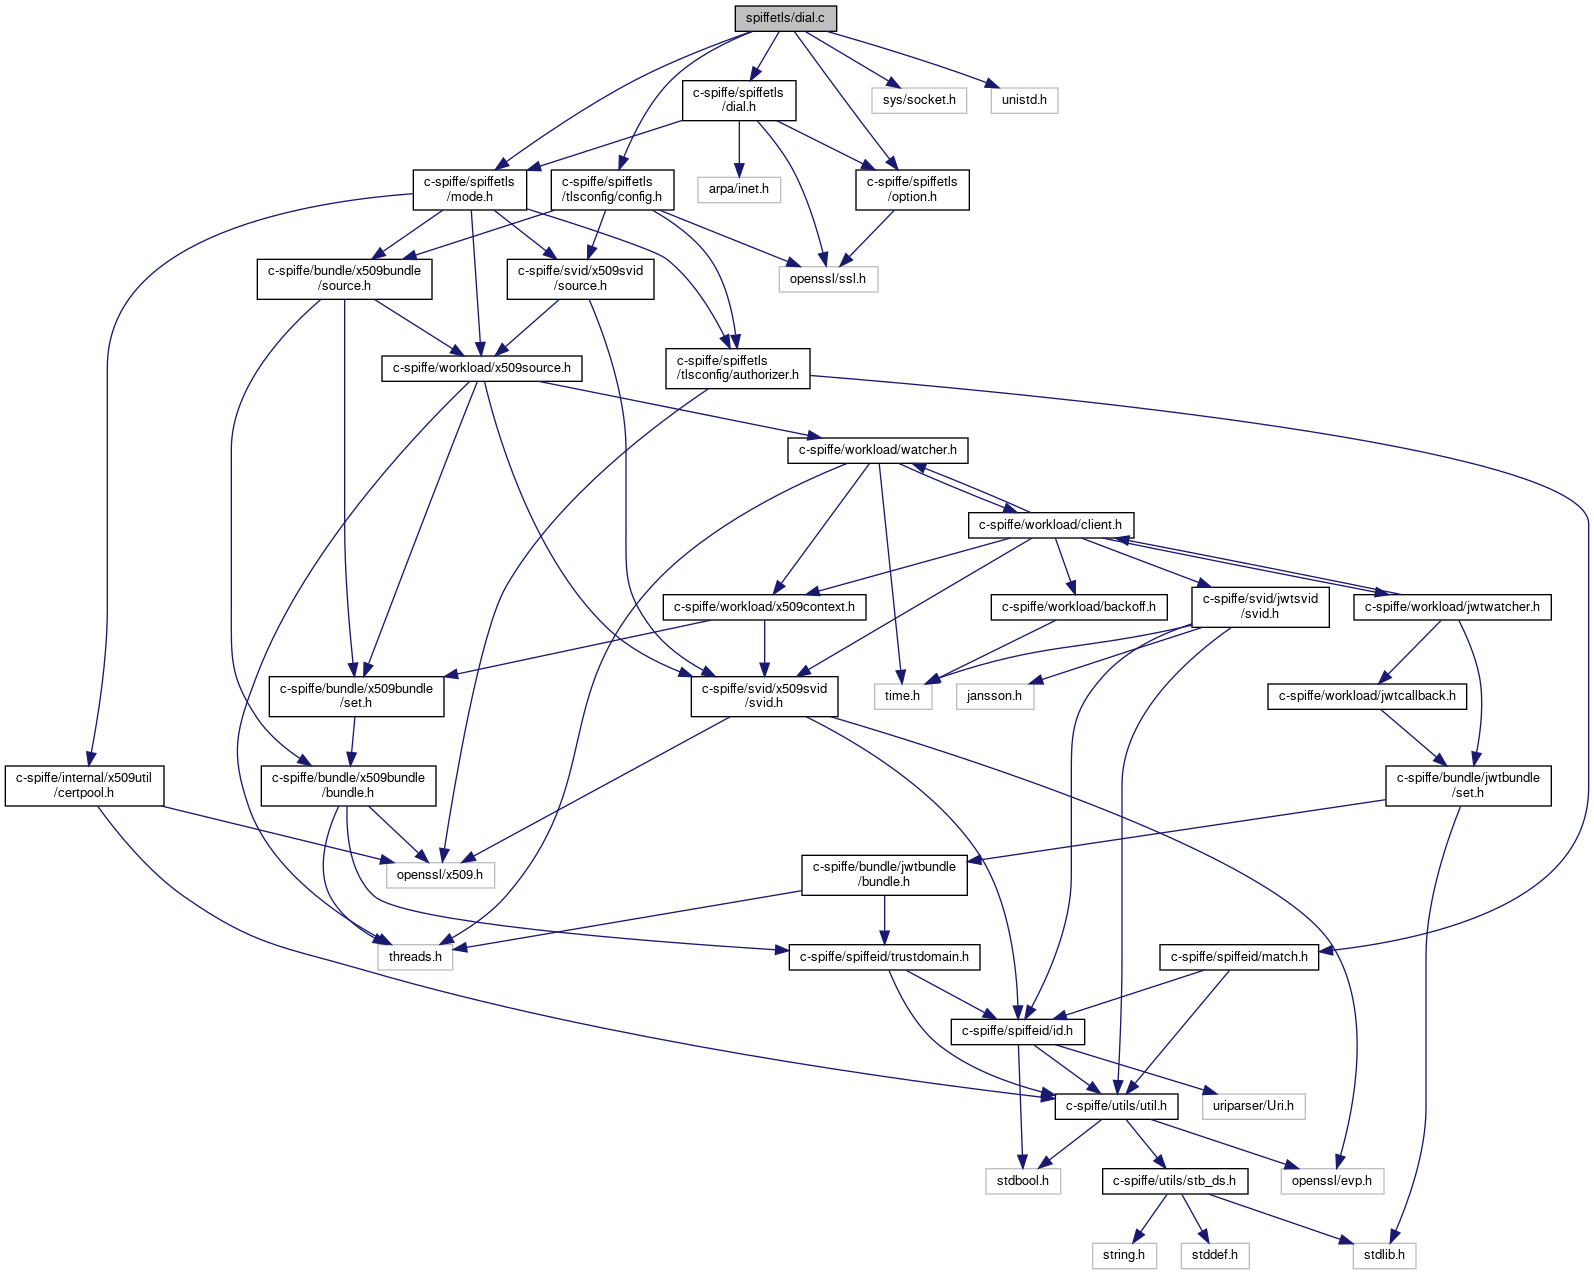 spiffetls/dial.c
c-spiffe/spiffetls
/dial.h
sys/socket.h
unistd.h
c-spiffe/spiffetls
/mode.h
c-spiffe/spiffetls
/tlsconfig/config.h
arpa/inet.h
c-spiffe/spiffetls
/option.h
c-spiffe/bundle/x509bundle
/source.h
c-spiffe/svid/x509svid
/source.h
openssl/ssl.h
c-spiffe/workload/x509source.h
c-spiffe/spiffetls
/tlsconfig/authorizer.h
c-spiffe/workload/watcher.h
c-spiffe/workload/client.h
c-spiffe/workload/x509context.h
c-spiffe/workload/backoff.h
c-spiffe/svid/jwtsvid
/svid.h
c-spiffe/workload/jwtwatcher.h
c-spiffe/bundle/x509bundle
/set.h
c-spiffe/svid/x509svid
/svid.h
time.h
jansson.h
c-spiffe/workload/jwtcallback.h
c-spiffe/internal/x509util
/certpool.h
c-spiffe/bundle/x509bundle
/bundle.h
c-spiffe/bundle/jwtbundle
/set.h
openssl/x509.h
c-spiffe/bundle/jwtbundle
/bundle.h
threads.h
c-spiffe/spiffeid/trustdomain.h
c-spiffe/spiffeid/match.h
c-spiffe/spiffeid/id.h
c-spiffe/utils/util.h
uriparser/Uri.h
stdbool.h
c-spiffe/utils/stb_ds.h
openssl/evp.h
string.h
stddef.h
stdlib.h